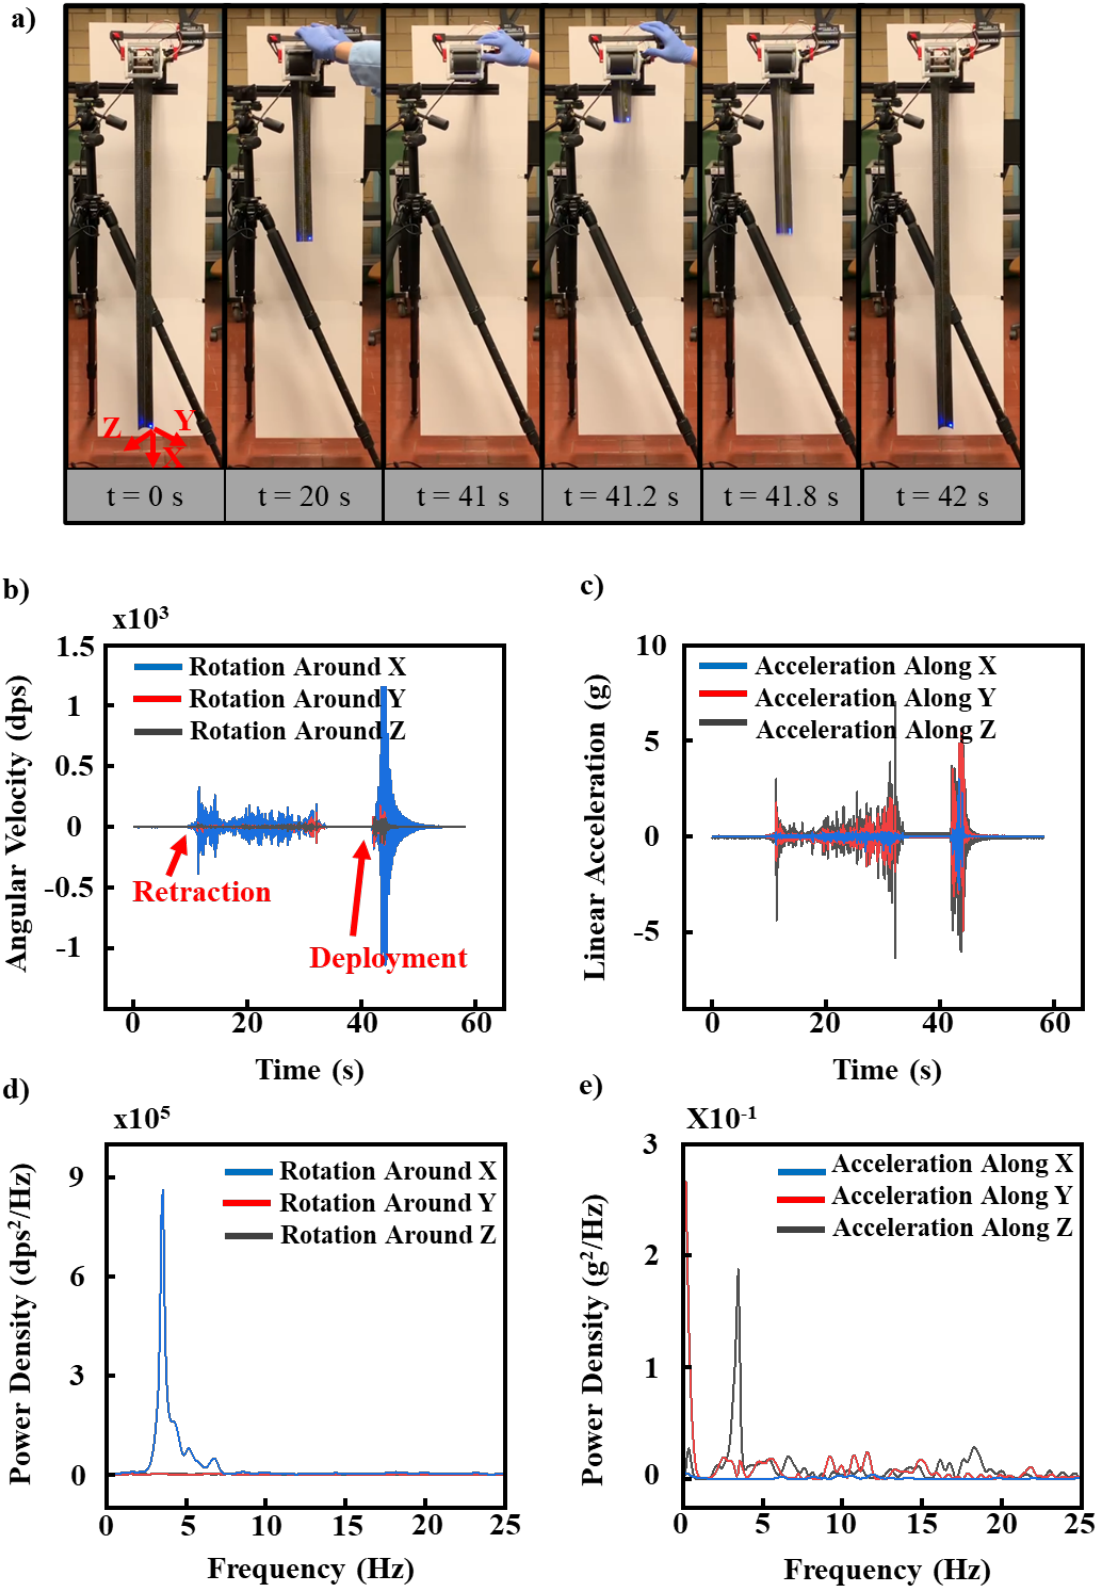 a)
Z
Y
X
t = 0 s
t = 20 s
t = 41 s
t = 41.2 s
t = 41.8 s
t = 42 s
b)
x10³
1.5
1
0.5
0
-0.5
-1
Angular Velocity (dps)
Rotation Around X
Rotation Around Y
Rotation Around Z
Retraction
Deployment
0
20
40
60
Time (s)
c)
10
5
0
-5
Linear Acceleration (g)
Acceleration Along X
Acceleration Along Y
Acceleration Along Z
0
20
40
60
Time (s)
d)
x10⁵
9
6
3
0
Power Density (dps²/Hz)
Rotation Around X
Rotation Around Y
Rotation Around Z
0
5
10
15
20
25
Frequency (Hz)
e)
X10⁻¹
3
2
1
0
Power Density (g²/Hz)
Acceleration Along X
Acceleration Along Y
Acceleration Along Z
0
5
10
15
20
25
Frequency (Hz)